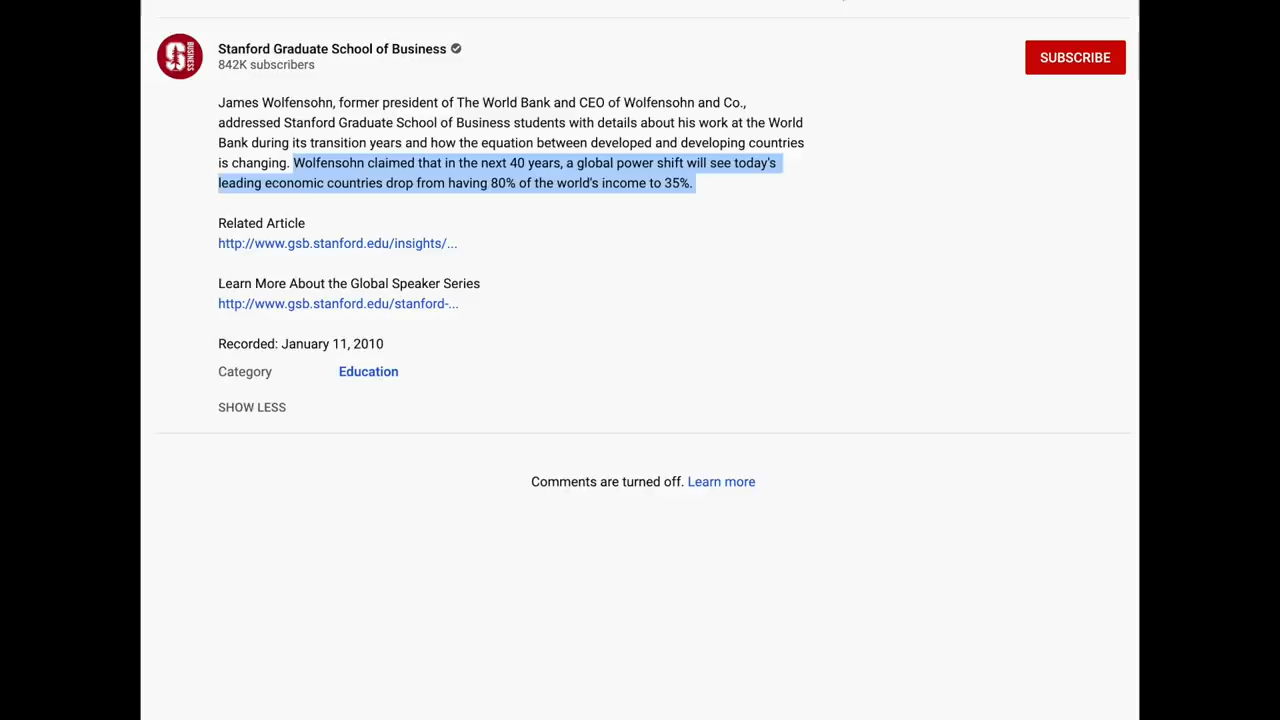 Stanford Graduate School of Business
842K subscribers
SUBSCRIBE
BUSINESS
James Wolfensohn, former president of The World Bank and CEO of Wolfensohn and Co.,
addressed Stanford Graduate School of Business students with details about his work at the World
Bank during its transition years and how the equation between developed and developing countries
is changing. Wolfensohn claimed that in the next 40 years, a global power shift will see today's
leading economic countries drop from having 80% of the world's income to 35%.
Related Article
http://www.gsb.stanford.edu/insights/...
Learn More About the Global Speaker Series
http://www.gsb.stanford.edu/stanford-...
Recorded: January 11, 2010
Category Education
SHOW LESS
Comments are turned off. Learn more